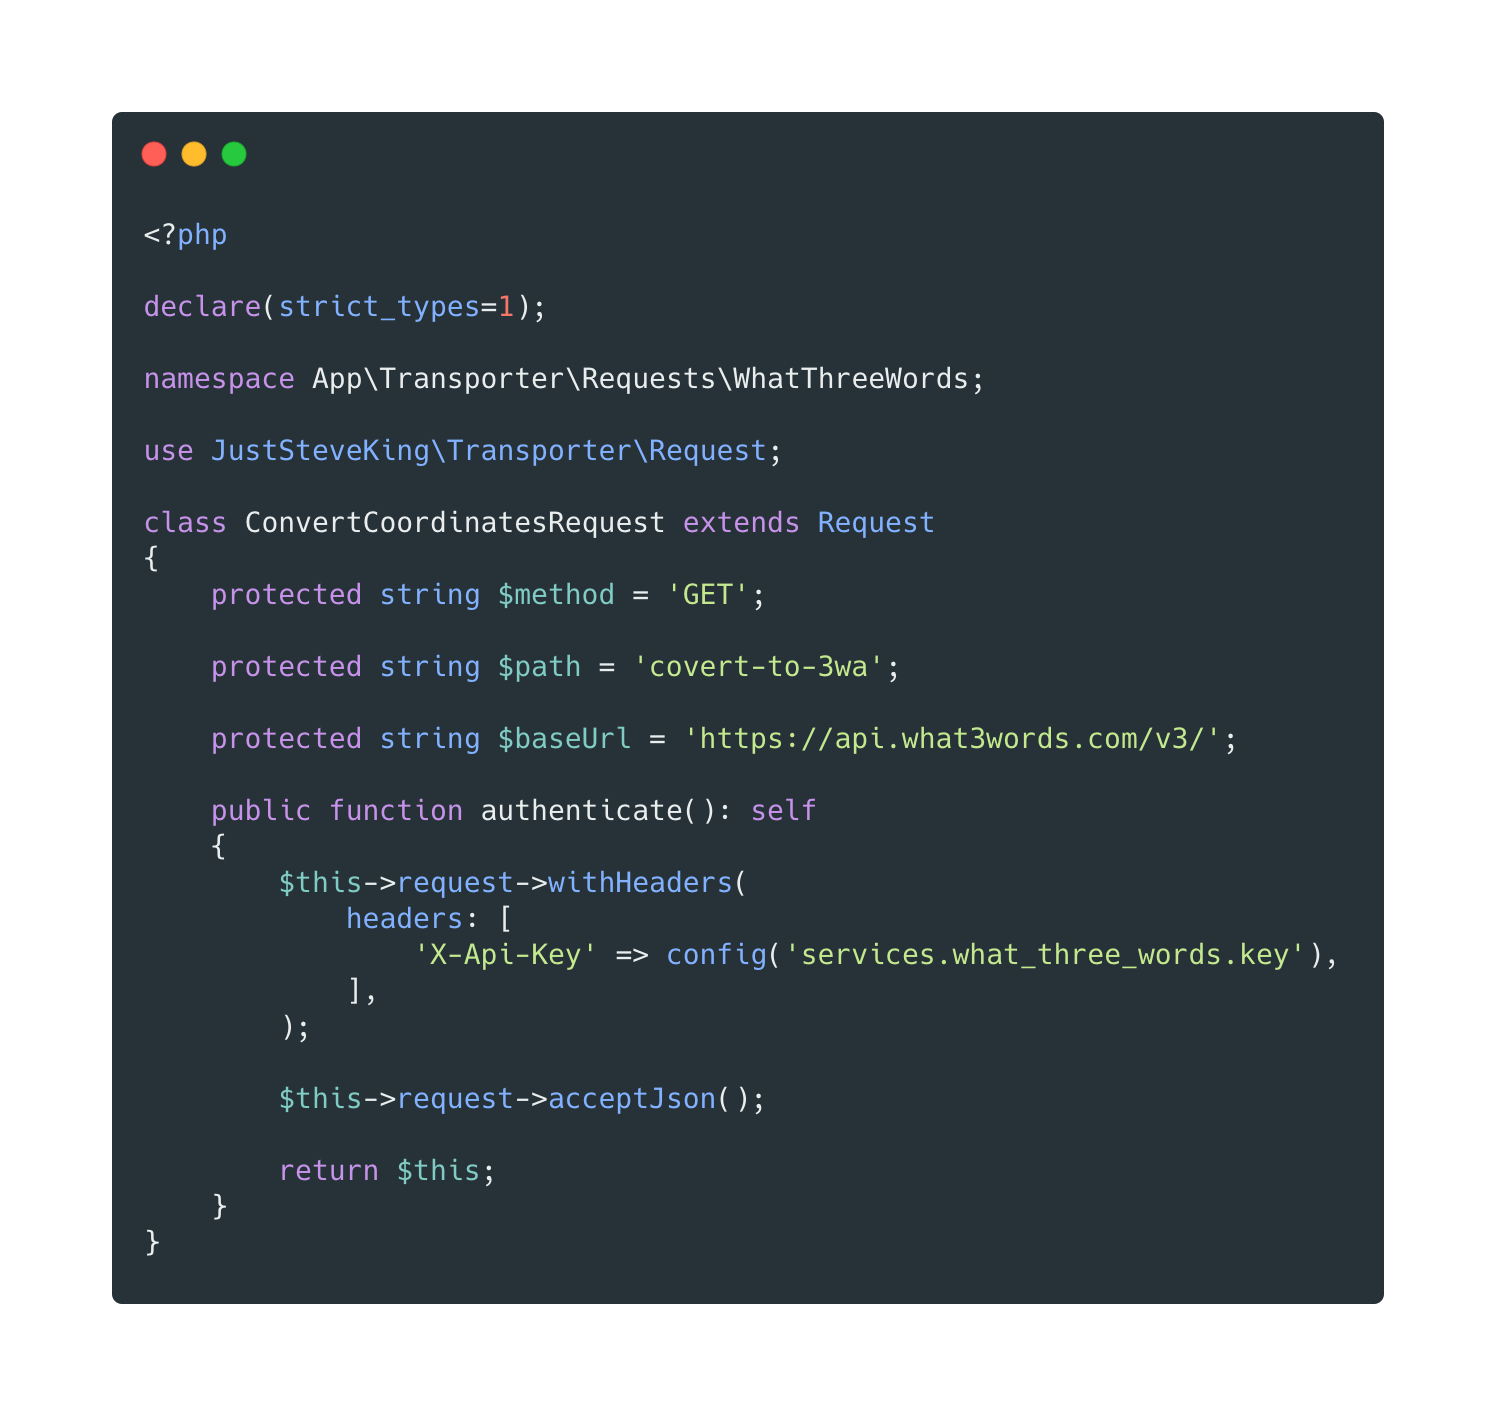 <?php

declare(strict_types=1);

namespace App\Transporter\Requests\WhatThreeWords;

use JustSteveKing\Transporter\Request;

class ConvertCoordinatesRequest extends Request
{
    protected string $method = 'GET';

    protected string $path = 'covert-to-3wa';

    protected string $baseUrl = 'https://api.what3words.com/v3/';

    public function authenticate(): self
    {
        $this->request->withHeaders(
            headers: [
                'X-Api-Key' => config('services.what_three_words.key'),
            ],
        );

        $this->request->acceptJson();

        return $this;
    }
}